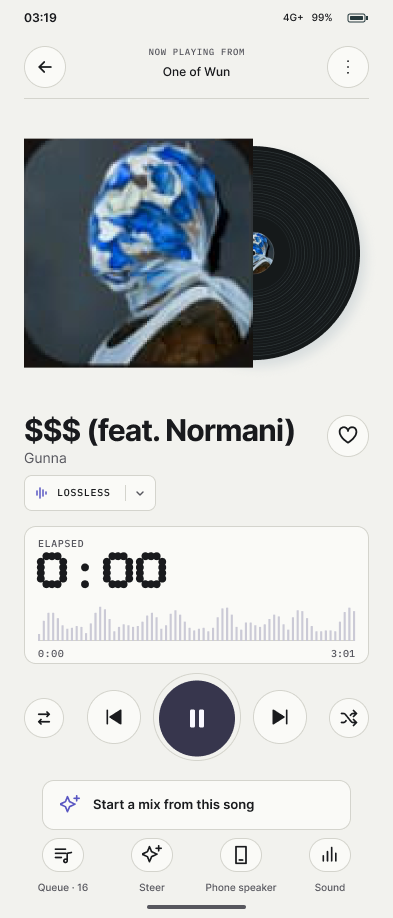 03:19
4G+ 99%
NOW PLAYING FROM
One of Wun
$$$ (feat. Normani)
Gunna
LOSSLESS
ELAPSED
0:00
0:00 3:01
Start a mix from this song
Queue · 16 Steer Phone speaker Sound